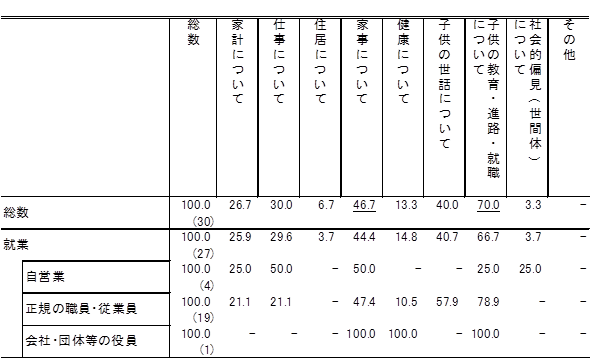 総数 家計について 仕事について 住居について 家事について 健康について 子供の世話について 子供の教育・進路・就職について 社会的偏見(世間体)について その他
総数 100.0 26.7 30.0 6.7 46.7 13.3 40.0 70.0 3.3 –
(30)
就業 100.0 25.9 29.6 3.7 44.4 14.8 40.7 66.7 3.7 –
(27)
自営業 100.0 25.0 50.0 – 50.0 – – 25.0 25.0 –
(4)
正規の職員・従業員 100.0 21.1 21.1 – 47.4 10.5 57.9 78.9 – –
(19)
会社・団体等の役員 100.0 – – – 100.0 100.0 – 100.0 – –
(1)